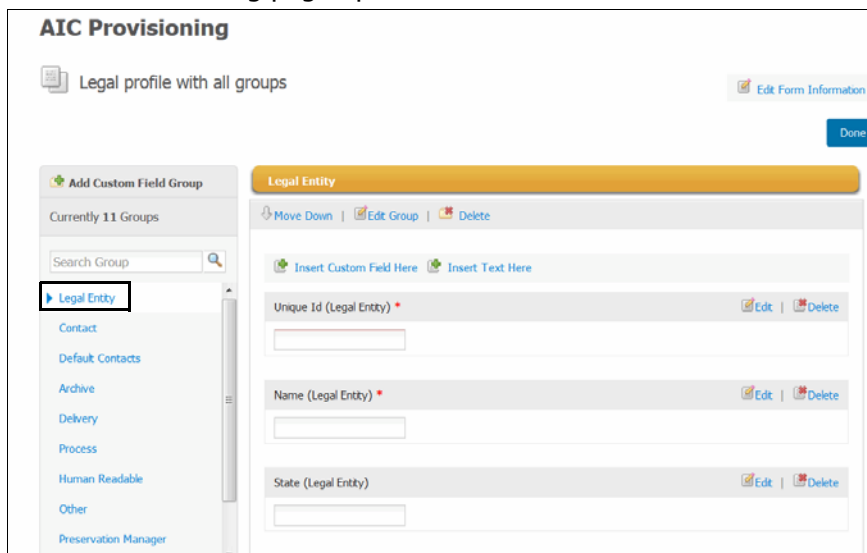 AIC Provisioning
Legal profile with all groups
Edit Form Information
Done
Add Custom Field Group
Currently 11 Groups
Search Group
Legal Entity
Contact
Default Contacts
Archive
Delivery
Process
Human Readable
Other
Preservation Manager
Legal Entity
Move Down | Edit Group | Delete
Insert Custom Field Here Insert Text Here
Unique Id (Legal Entity) * Edit | Delete
Name (Legal Entity) * Edit | Delete
State (Legal Entity) Edit | Delete